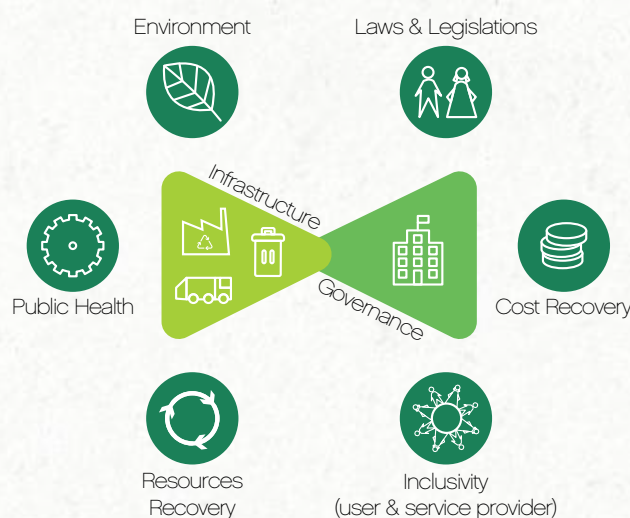 Environment
Laws & Legislations
Infrastructure
Governance
Public Health
Cost Recovery
Resources
Recovery
Inclusivity
(user & service provider)